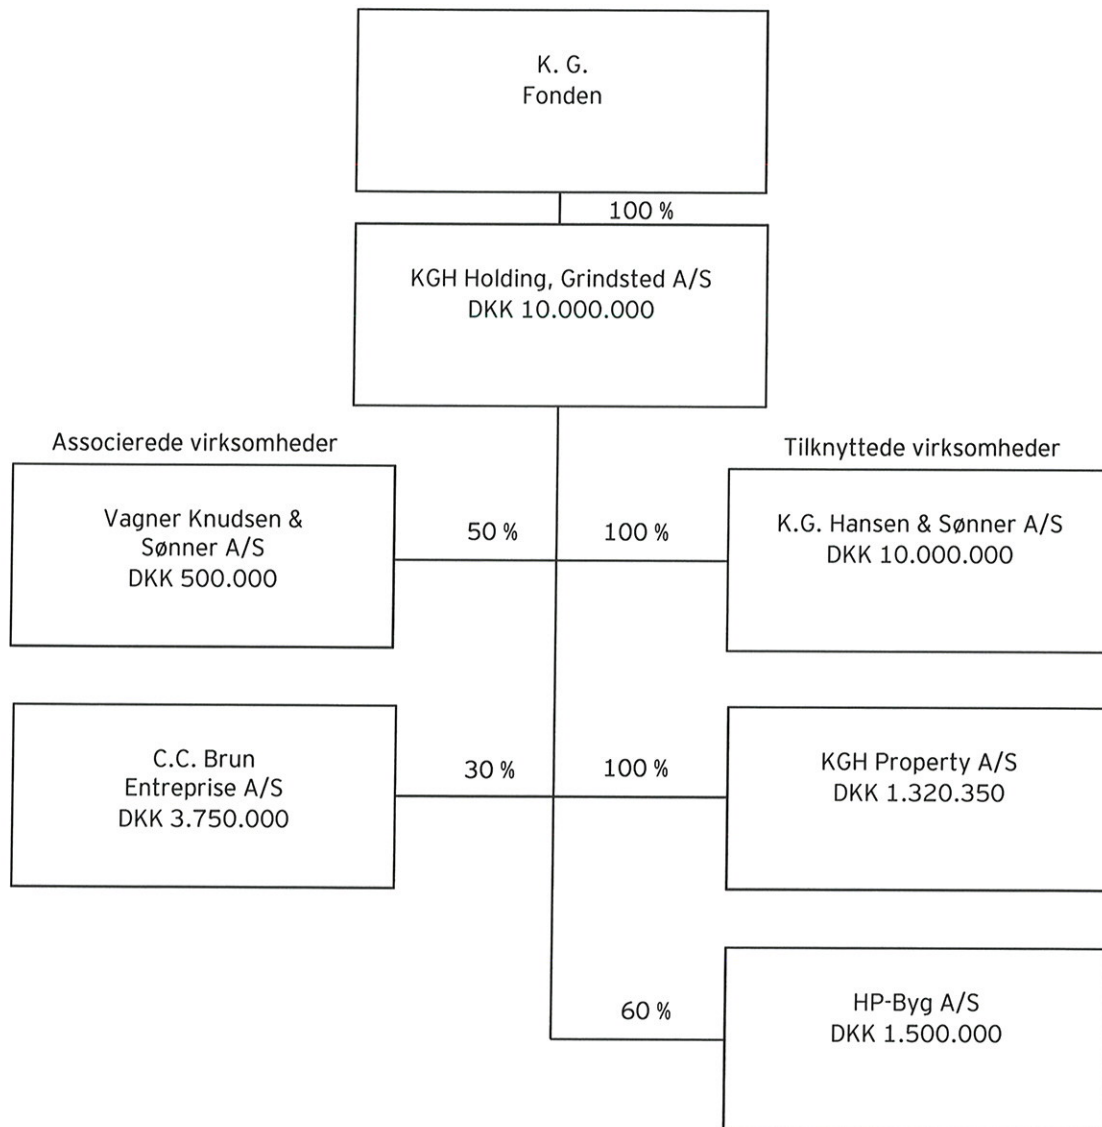 K. G.
Fonden
100 %
KGH Holding, Grindsted A/S
DKK 10.000.000
Associerede virksomheder
Tilknyttede virksomheder
Vagner Knudsen &
Sønner A/S
DKK 500.000
50 %
100 %
K.G. Hansen & Sønner A/S
DKK 10.000.000
C.C. Brun
Entreprise A/S
DKK 3.750.000
30 %
100 %
KGH Property A/S
DKK 1.320.350
60 %
HP-Byg A/S
DKK 1.500.000